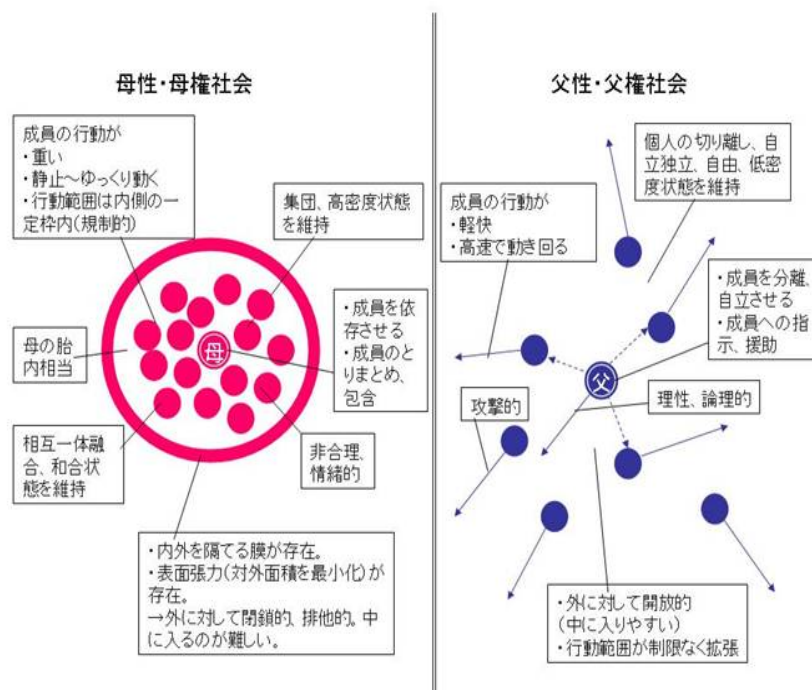 母性・母権社会
成員の行動が
・重い
・静止～ゆっくり動く
・行動範囲は内側の一
定枠内(規制的)
集団、高密度状態
を維持
・成員を依
存させる
・成員のと
りまとめ、
包含
母
母の胎
内相当
相互一体融
合、和合状
態を維持
非合理、
情緒的
・内外を隔てる膜が存在。
・表面張力(対外面積を最小化)が
存在。
→外に対して閉鎖的、排他的。中
に入るのが難しい。
父性・父権社会
個人の切り離し、自
立独立、自由、低密
度状態を維持
成員の行動が
・軽快
・高速で動き回る
・成員を分離、
自立させる
・成員への指
示、援助
父
攻撃的
理性、論理的
・外に対して開放的
(中に入りやすい)
・行動範囲が制限なく拡張